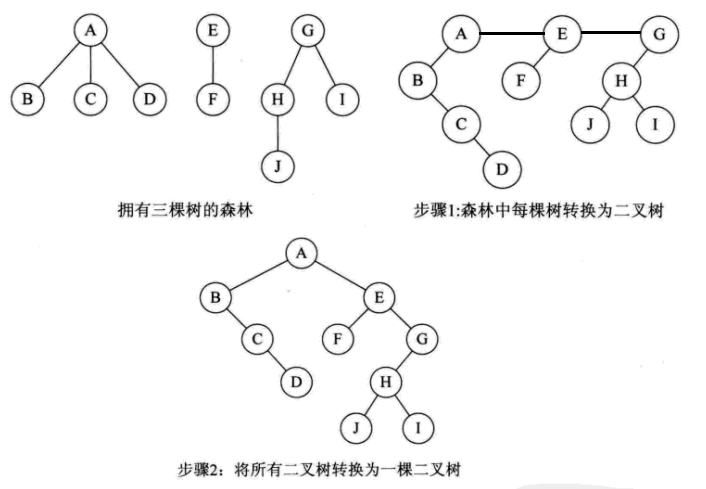 A E G
B C D F H I
J
拥有三棵树的森林
A E G
B F H
C J I
D
步骤1:森林中每棵树转换为二叉树
A
B E
C F G
D H
J I
步骤2：将所有二叉树转换为一棵二叉树